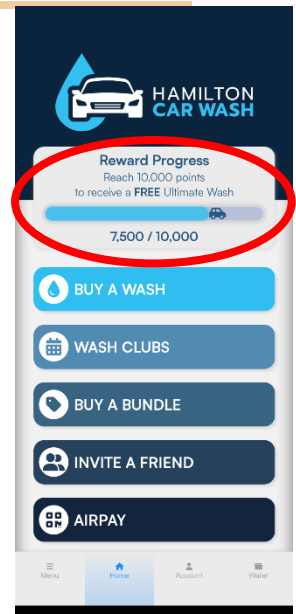 HAMILTON
CAR WASH
Reward Progress
Reach 10,000 points
to receive a FREE Ultimate Wash
7,500 / 10,000
BUY A WASH
WASH CLUBS
BUY A BUNDLE
INVITE A FRIEND
AIRPAY
Menu
Home
Account
Wallet